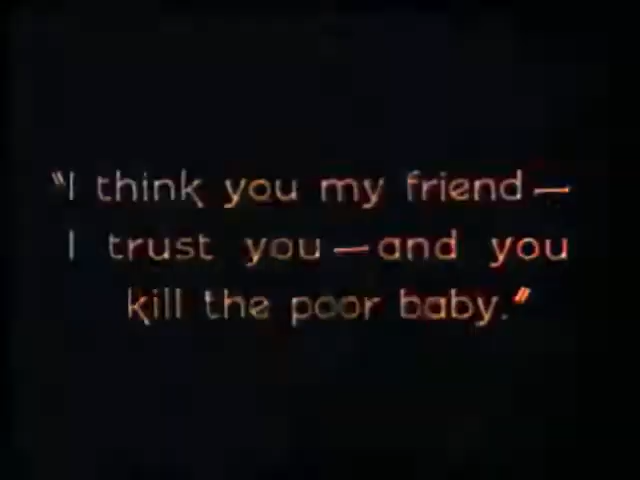 "I think you my friend—
I trust you—and you
kill the poor baby."